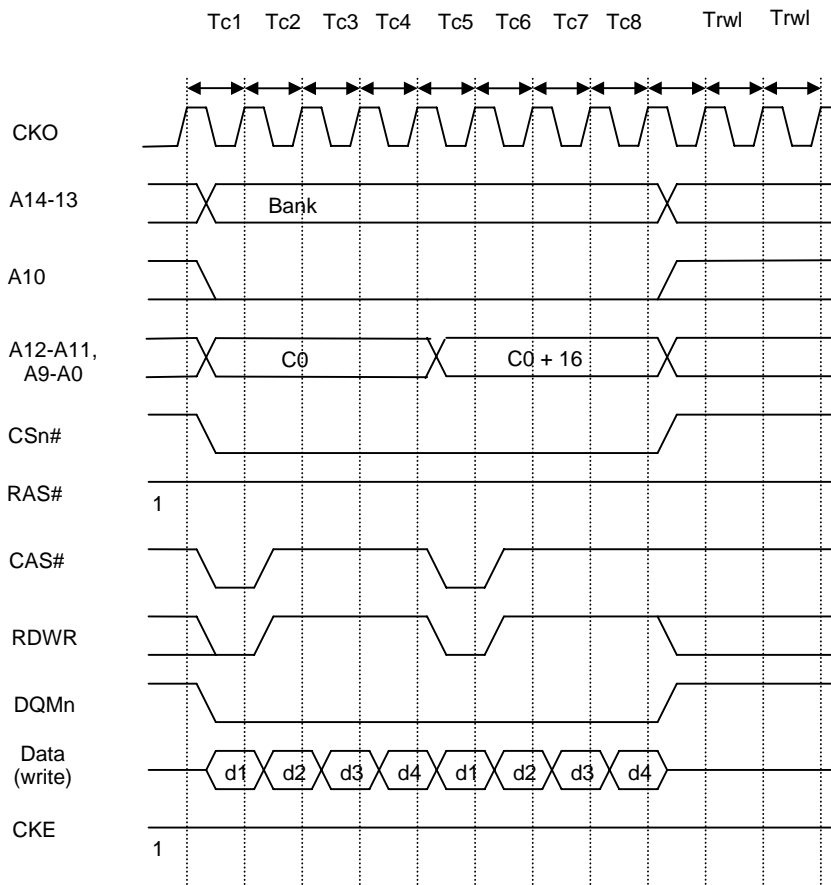 Tc1 Tc2 Tc3 Tc4 Tc5 Tc6 Tc7 Tc8 Trwl Trwl
CKO
A14-13
Bank
A10
A12-A11,
A9-A0
C0
C0 + 16
CSn#
RAS#
1
CAS#
RDWR
DQMn
Data
(write)
d1 d2 d3 d4 d1 d2 d3 d4
CKE
1